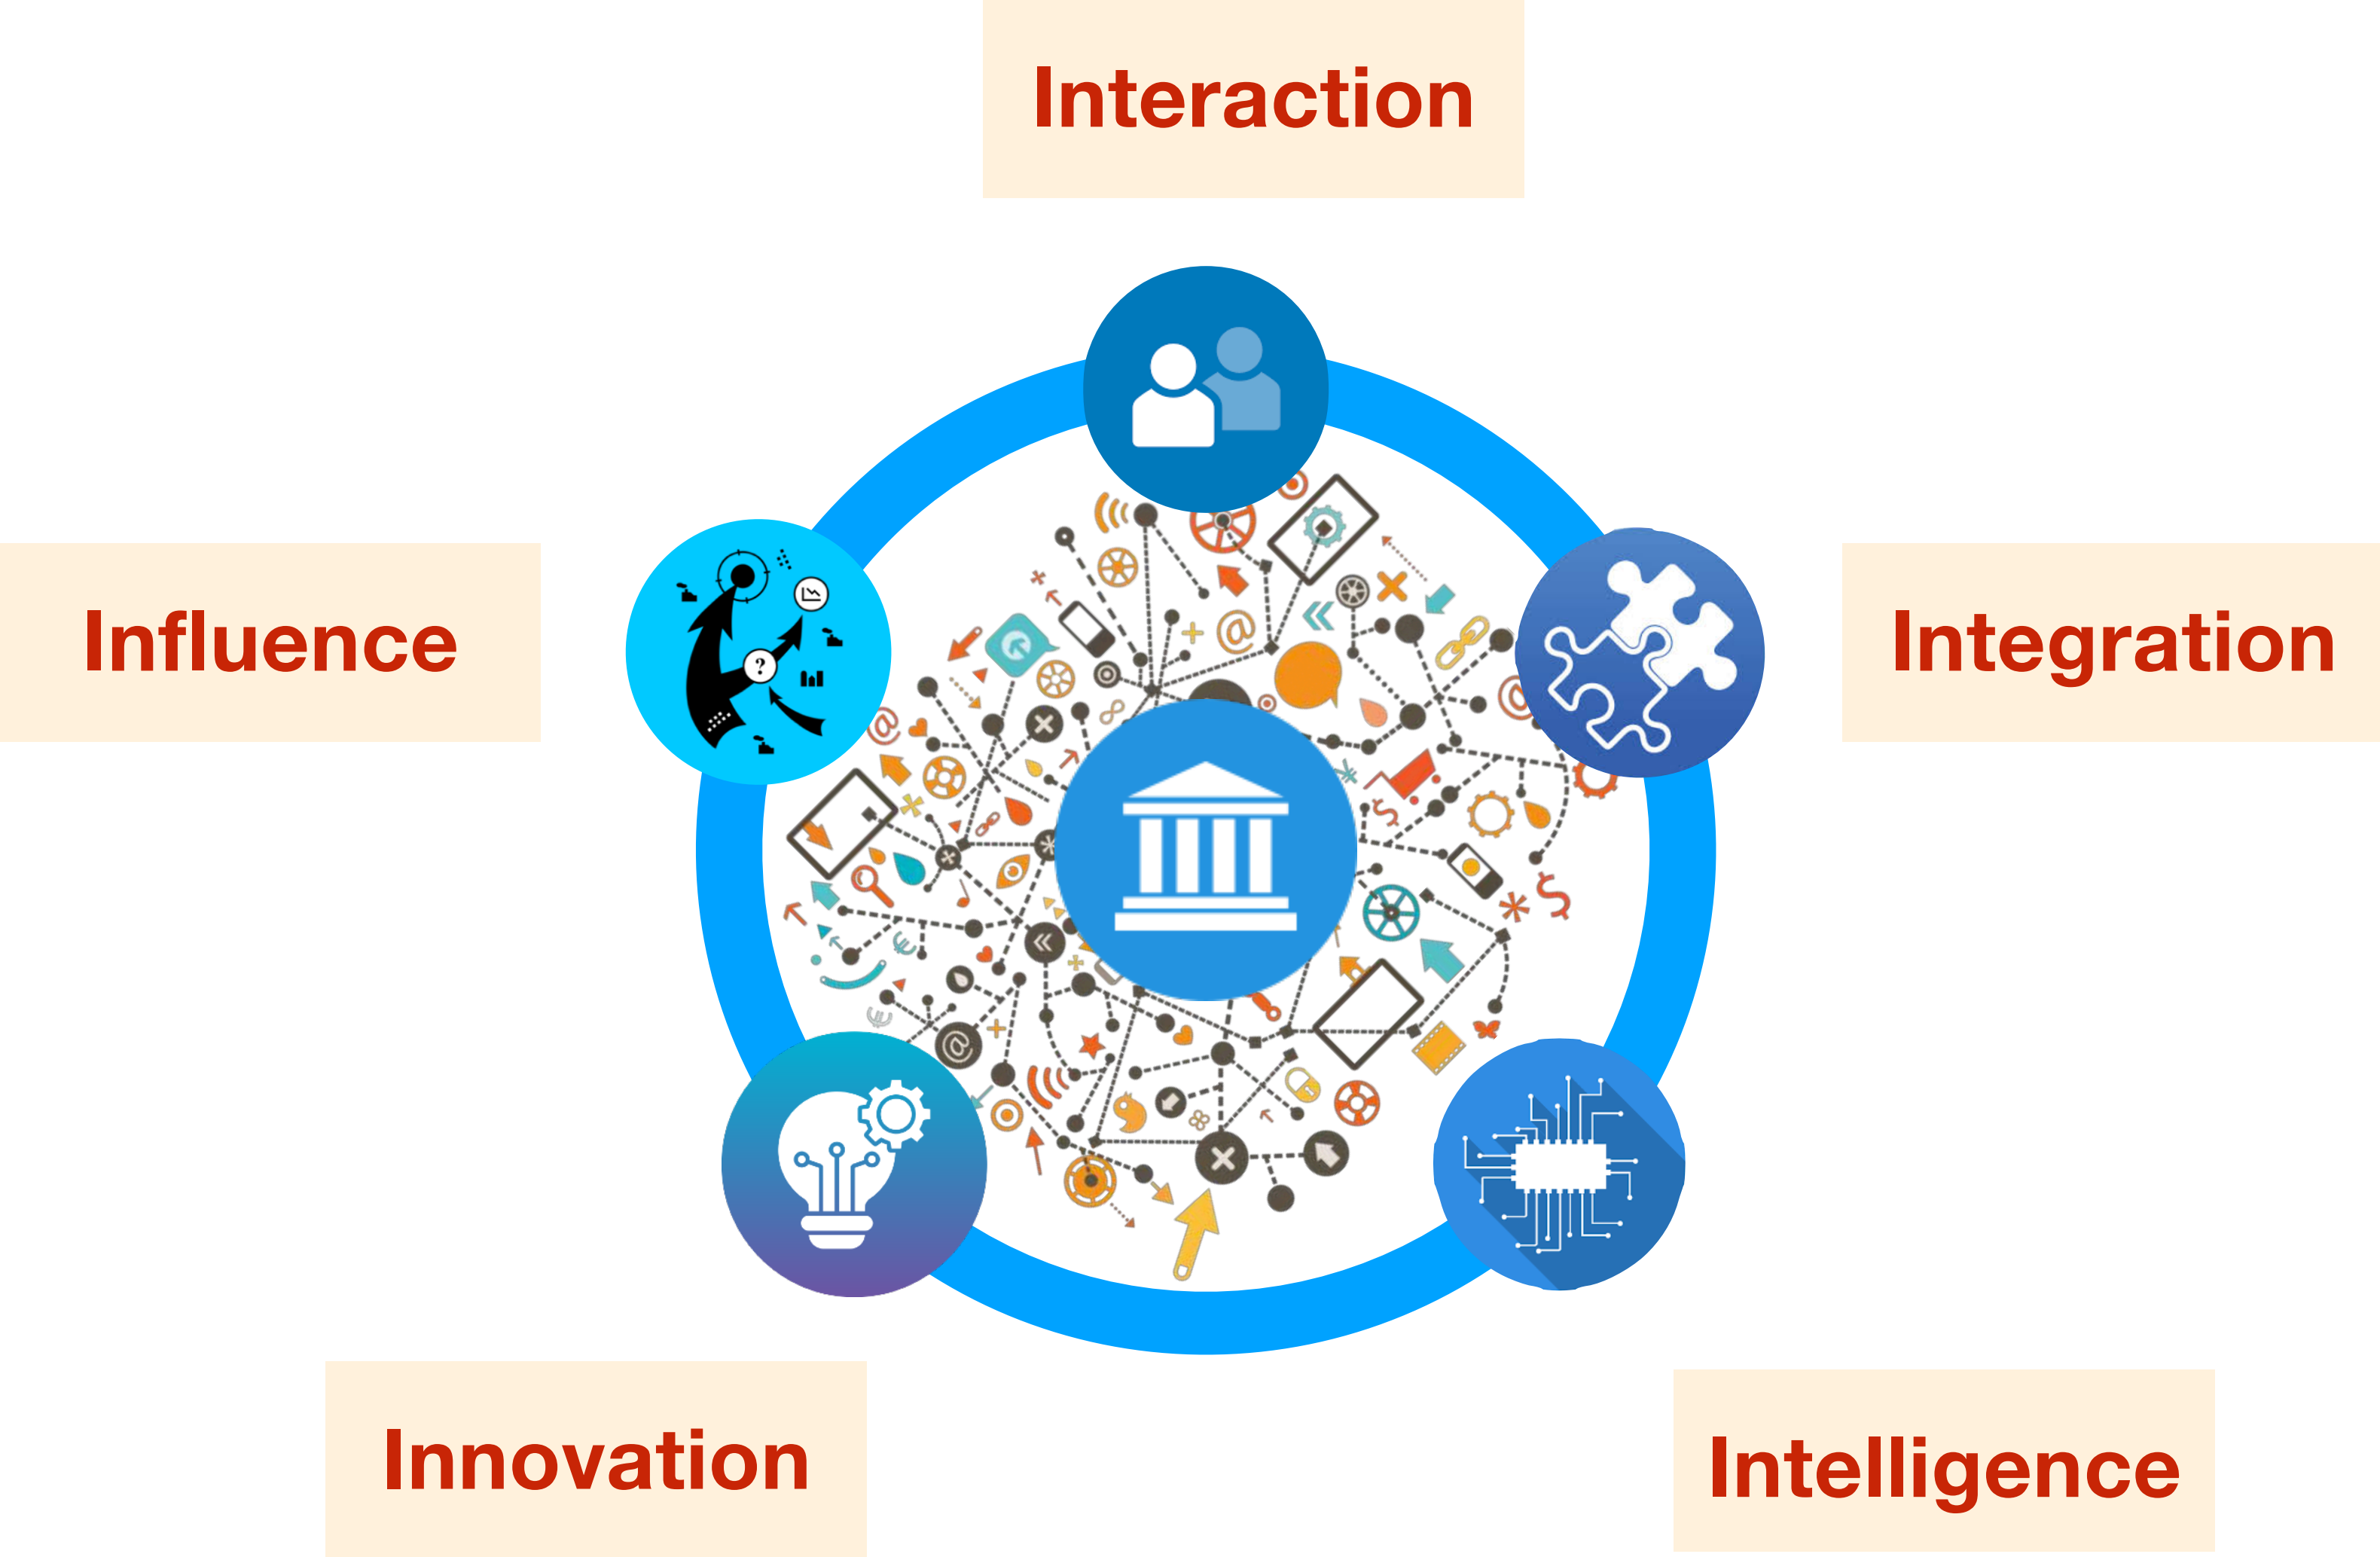 Interaction
Influence
Integration
Innovation
Intelligence